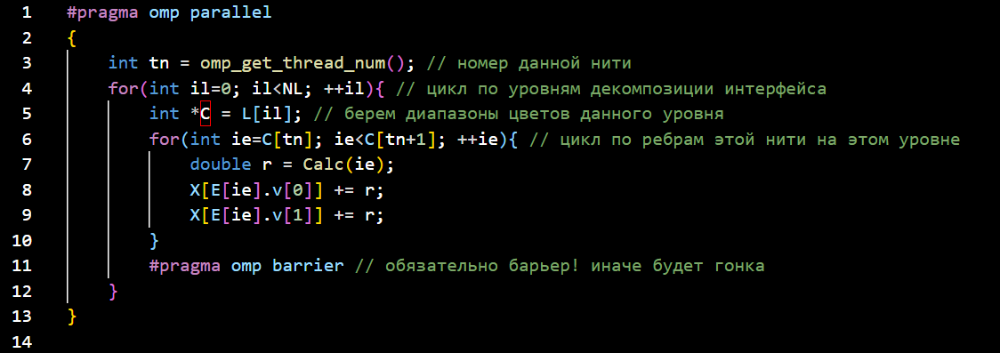 1 #pragma omp parallel
2 {
3 int tn = omp_get_thread_num(); // номер данной нити
4 for(int il=0; il<NL; ++il){ // цикл по уровням декомпозиции интерфейса
5 int *C = L[il]; // берем диапазоны цветов данного уровня
6 for(int ie=C[tn]; ie<C[tn+1]; ++ie){ // цикл по ребрам этой нити на этом уровне
7 double r = Calc(ie);
8 X[E[ie].v[0]] += r;
9 X[E[ie].v[1]] += r;
10 }
11 #pragma omp barrier // обязательно барьер! иначе будет гонка
12 }
13 }
14